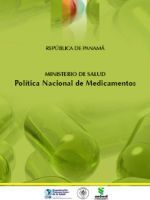 REPÚBLICA DE PANAMÁ
MINISTERIO DE SALUD
Política Nacional de Medicamentos